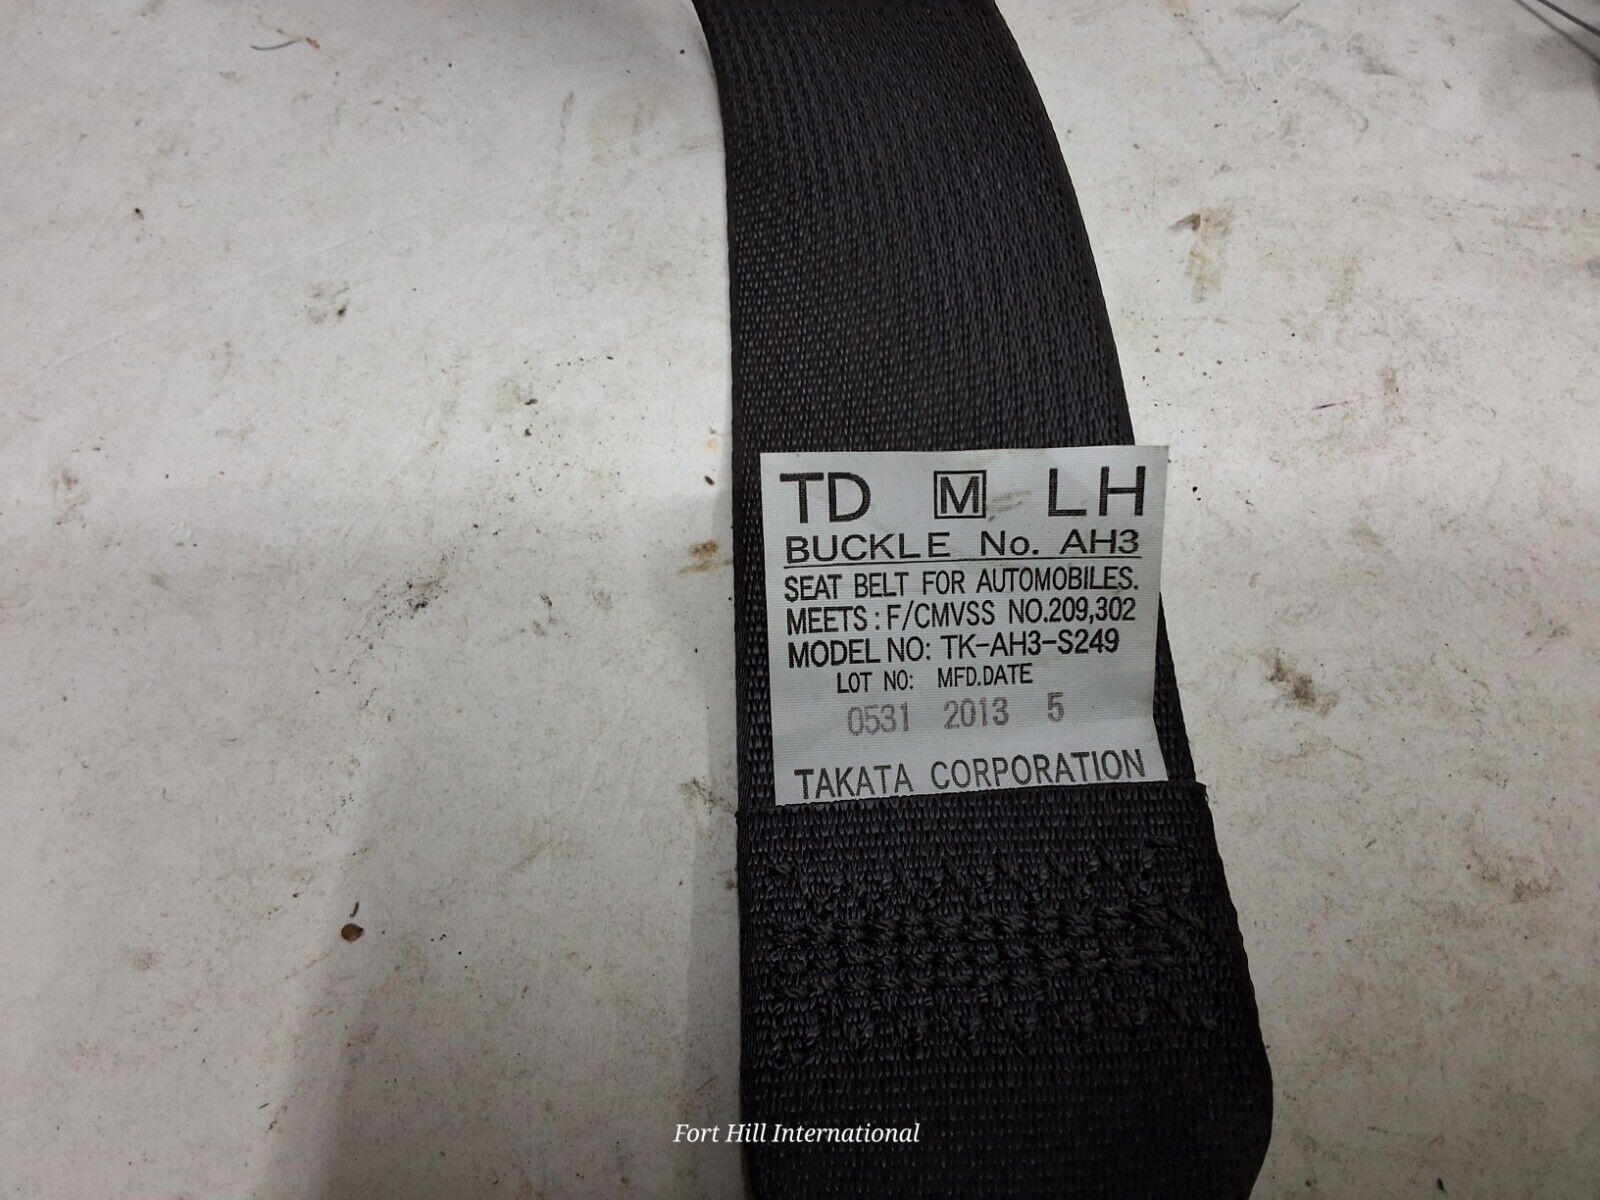 TD M LH
BUCKLE No. AH3
SEAT BELT FOR AUTOMOBILES.
MEETS : F/CMVSS NO.209,302
MODEL NO: TK-AH3-S249
LOT NO: MFD.DATE
0531 2013 5
TAKATA CORPORATION
Fort Hill International